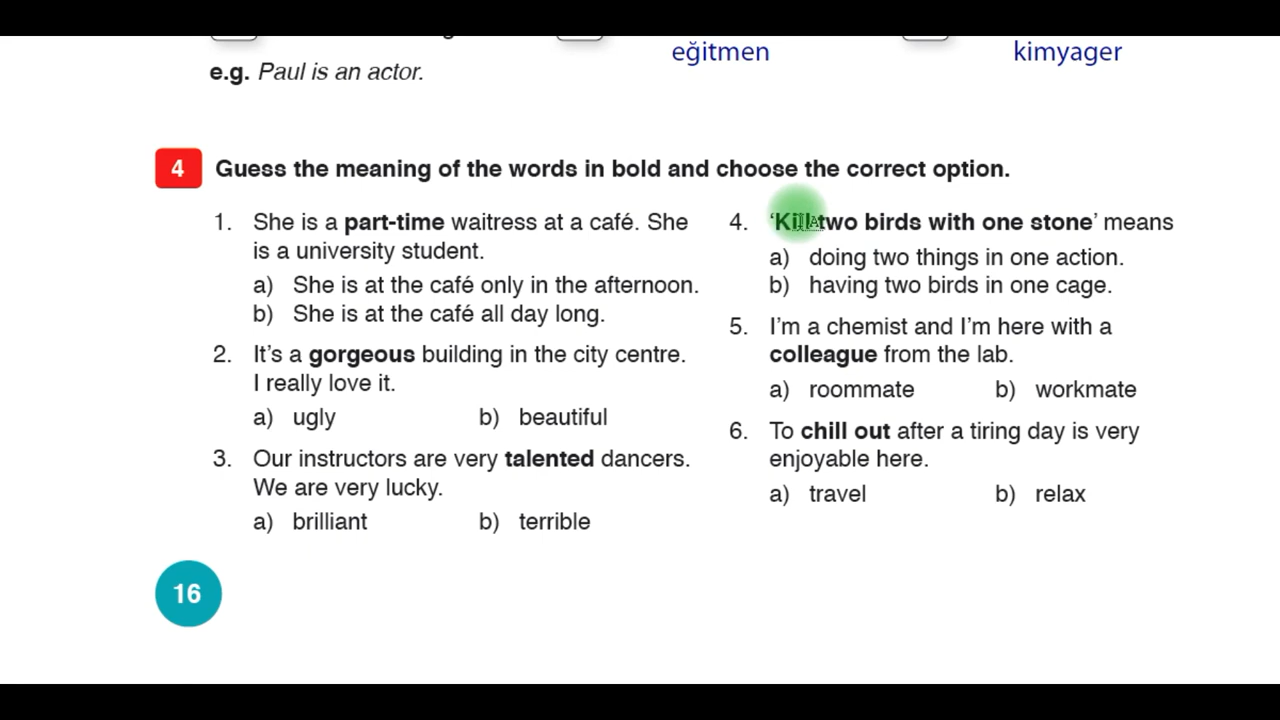 eğitmen
kimyager
e.g. Paul is an actor.
4 Guess the meaning of the words in bold and choose the correct option.
1. She is a part-time waitress at a café. She
is a university student.
a) She is at the café only in the afternoon.
b) She is at the café all day long.
2. It's a gorgeous building in the city centre.
I really love it.
a) ugly b) beautiful
3. Our instructors are very talented dancers.
We are very lucky.
a) brilliant b) terrible
4. 'Kill two birds with one stone' means
a) doing two things in one action.
b) having two birds in one cage.
5. I'm a chemist and I'm here with a
colleague from the lab.
a) roommate b) workmate
6. To chill out after a tiring day is very
enjoyable here.
a) travel b) relax
16